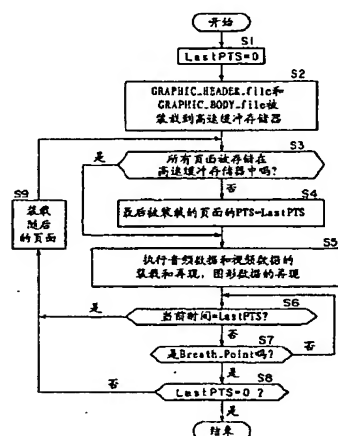 开始
S1
LastPTS=0
S2
GRAPHIC_HEADER.file和
GRAPHIC_BODY.file被
装载到高速缓冲存储器
S3
是
所有页面被存储在
高速缓冲存储器中吗?
否
S9
装载
随后
的页面
S4
最后被装载的页面的PTS=LastPTS
S5
执行音频数据和视频数据的
装载和再现,图形数据的再现
S6
是
当前时间=LastPTS?
否
S7
是Breath_Point吗?
否
是
S8
否
LastPTS=0 ?
是
结束